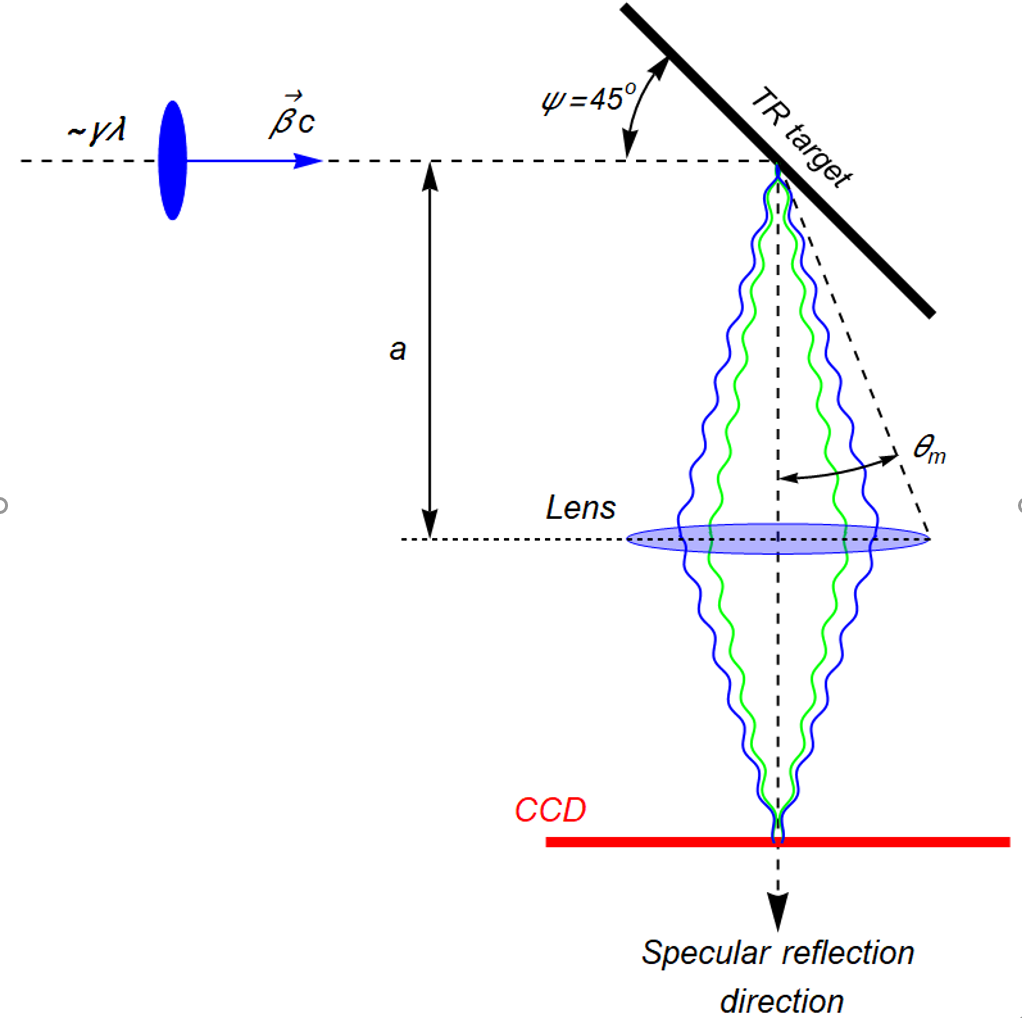 ~γλ
β⃗ c
ψ=45°
TR target
a
θm
Lens
CCD
Specular reflection
direction